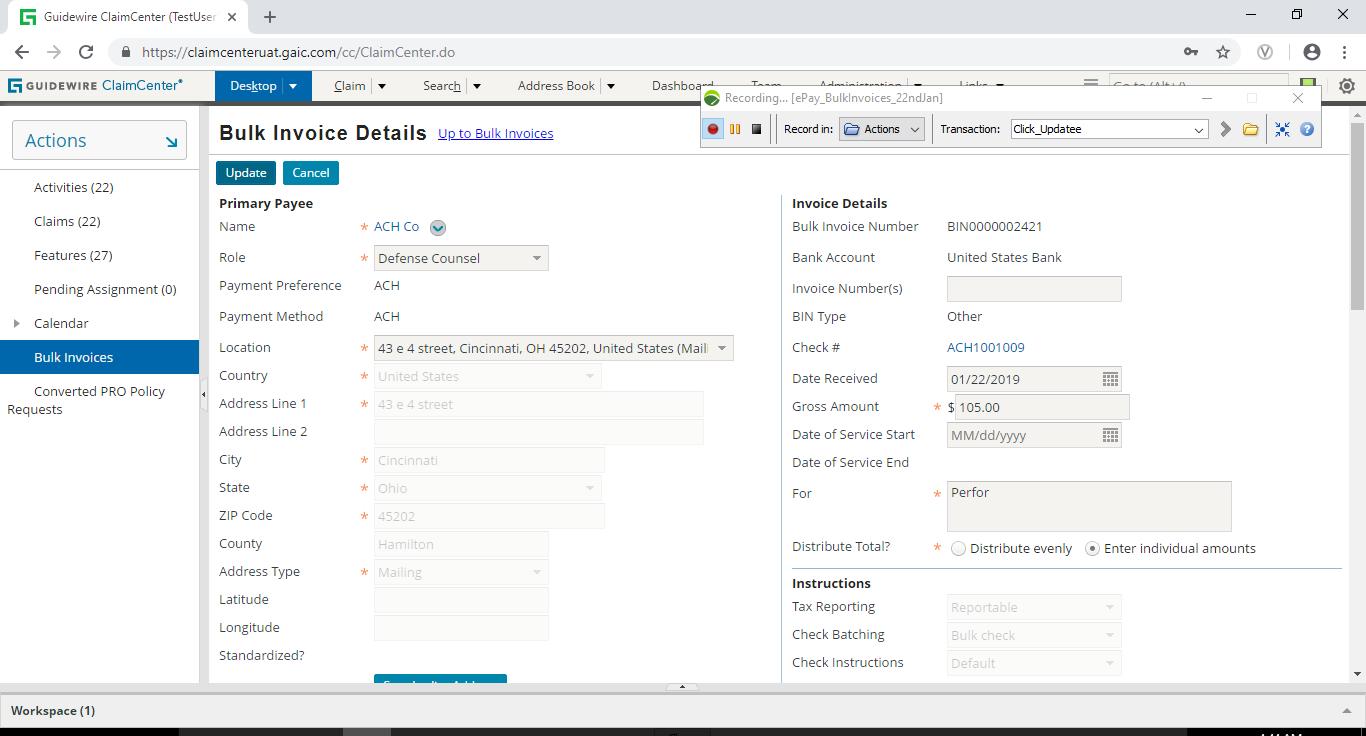 Guidewire ClaimCenter (TestUser
https://claimcenteruat.gaic.com/cc/ClaimCenter.do
GUIDEWIRE ClaimCenter
Desktop
Claim
Search
Address Book
Dashboard
Team
Administration
Links
Go to (Alt+/)
Recording... [ePay_BulkInvoices_22ndJan]
Record in: Actions Transaction: Click_Updatee
Actions
Activities (22)
Claims (22)
Features (27)
Pending Assignment (0)
Calendar
Bulk Invoices
Converted PRO Policy
Requests
Bulk Invoice Details Up to Bulk Invoices
Update Cancel
Primary Payee
Name * ACH Co
Role * Defense Counsel
Payment Preference ACH
Payment Method ACH
Location * 43 e 4 street, Cincinnati, OH 45202, United States (Maili
Country * United States
Address Line 1 * 43 e 4 street
Address Line 2
City * Cincinnati
State * Ohio
ZIP Code * 45202
County Hamilton
Address Type * Mailing
Latitude
Longitude
Standardized?
Invoice Details
Bulk Invoice Number BIN0000002421
Bank Account United States Bank
Invoice Number(s)
BIN Type Other
Check # ACH1001009
Date Received 01/22/2019
Gross Amount * $ 105.00
Date of Service Start MM/dd/yyyy
Date of Service End
For * Perfor
Distribute Total? * Distribute evenly Enter individual amounts
Instructions
Tax Reporting Reportable
Check Batching Bulk check
Check Instructions Default
Workspace (1)